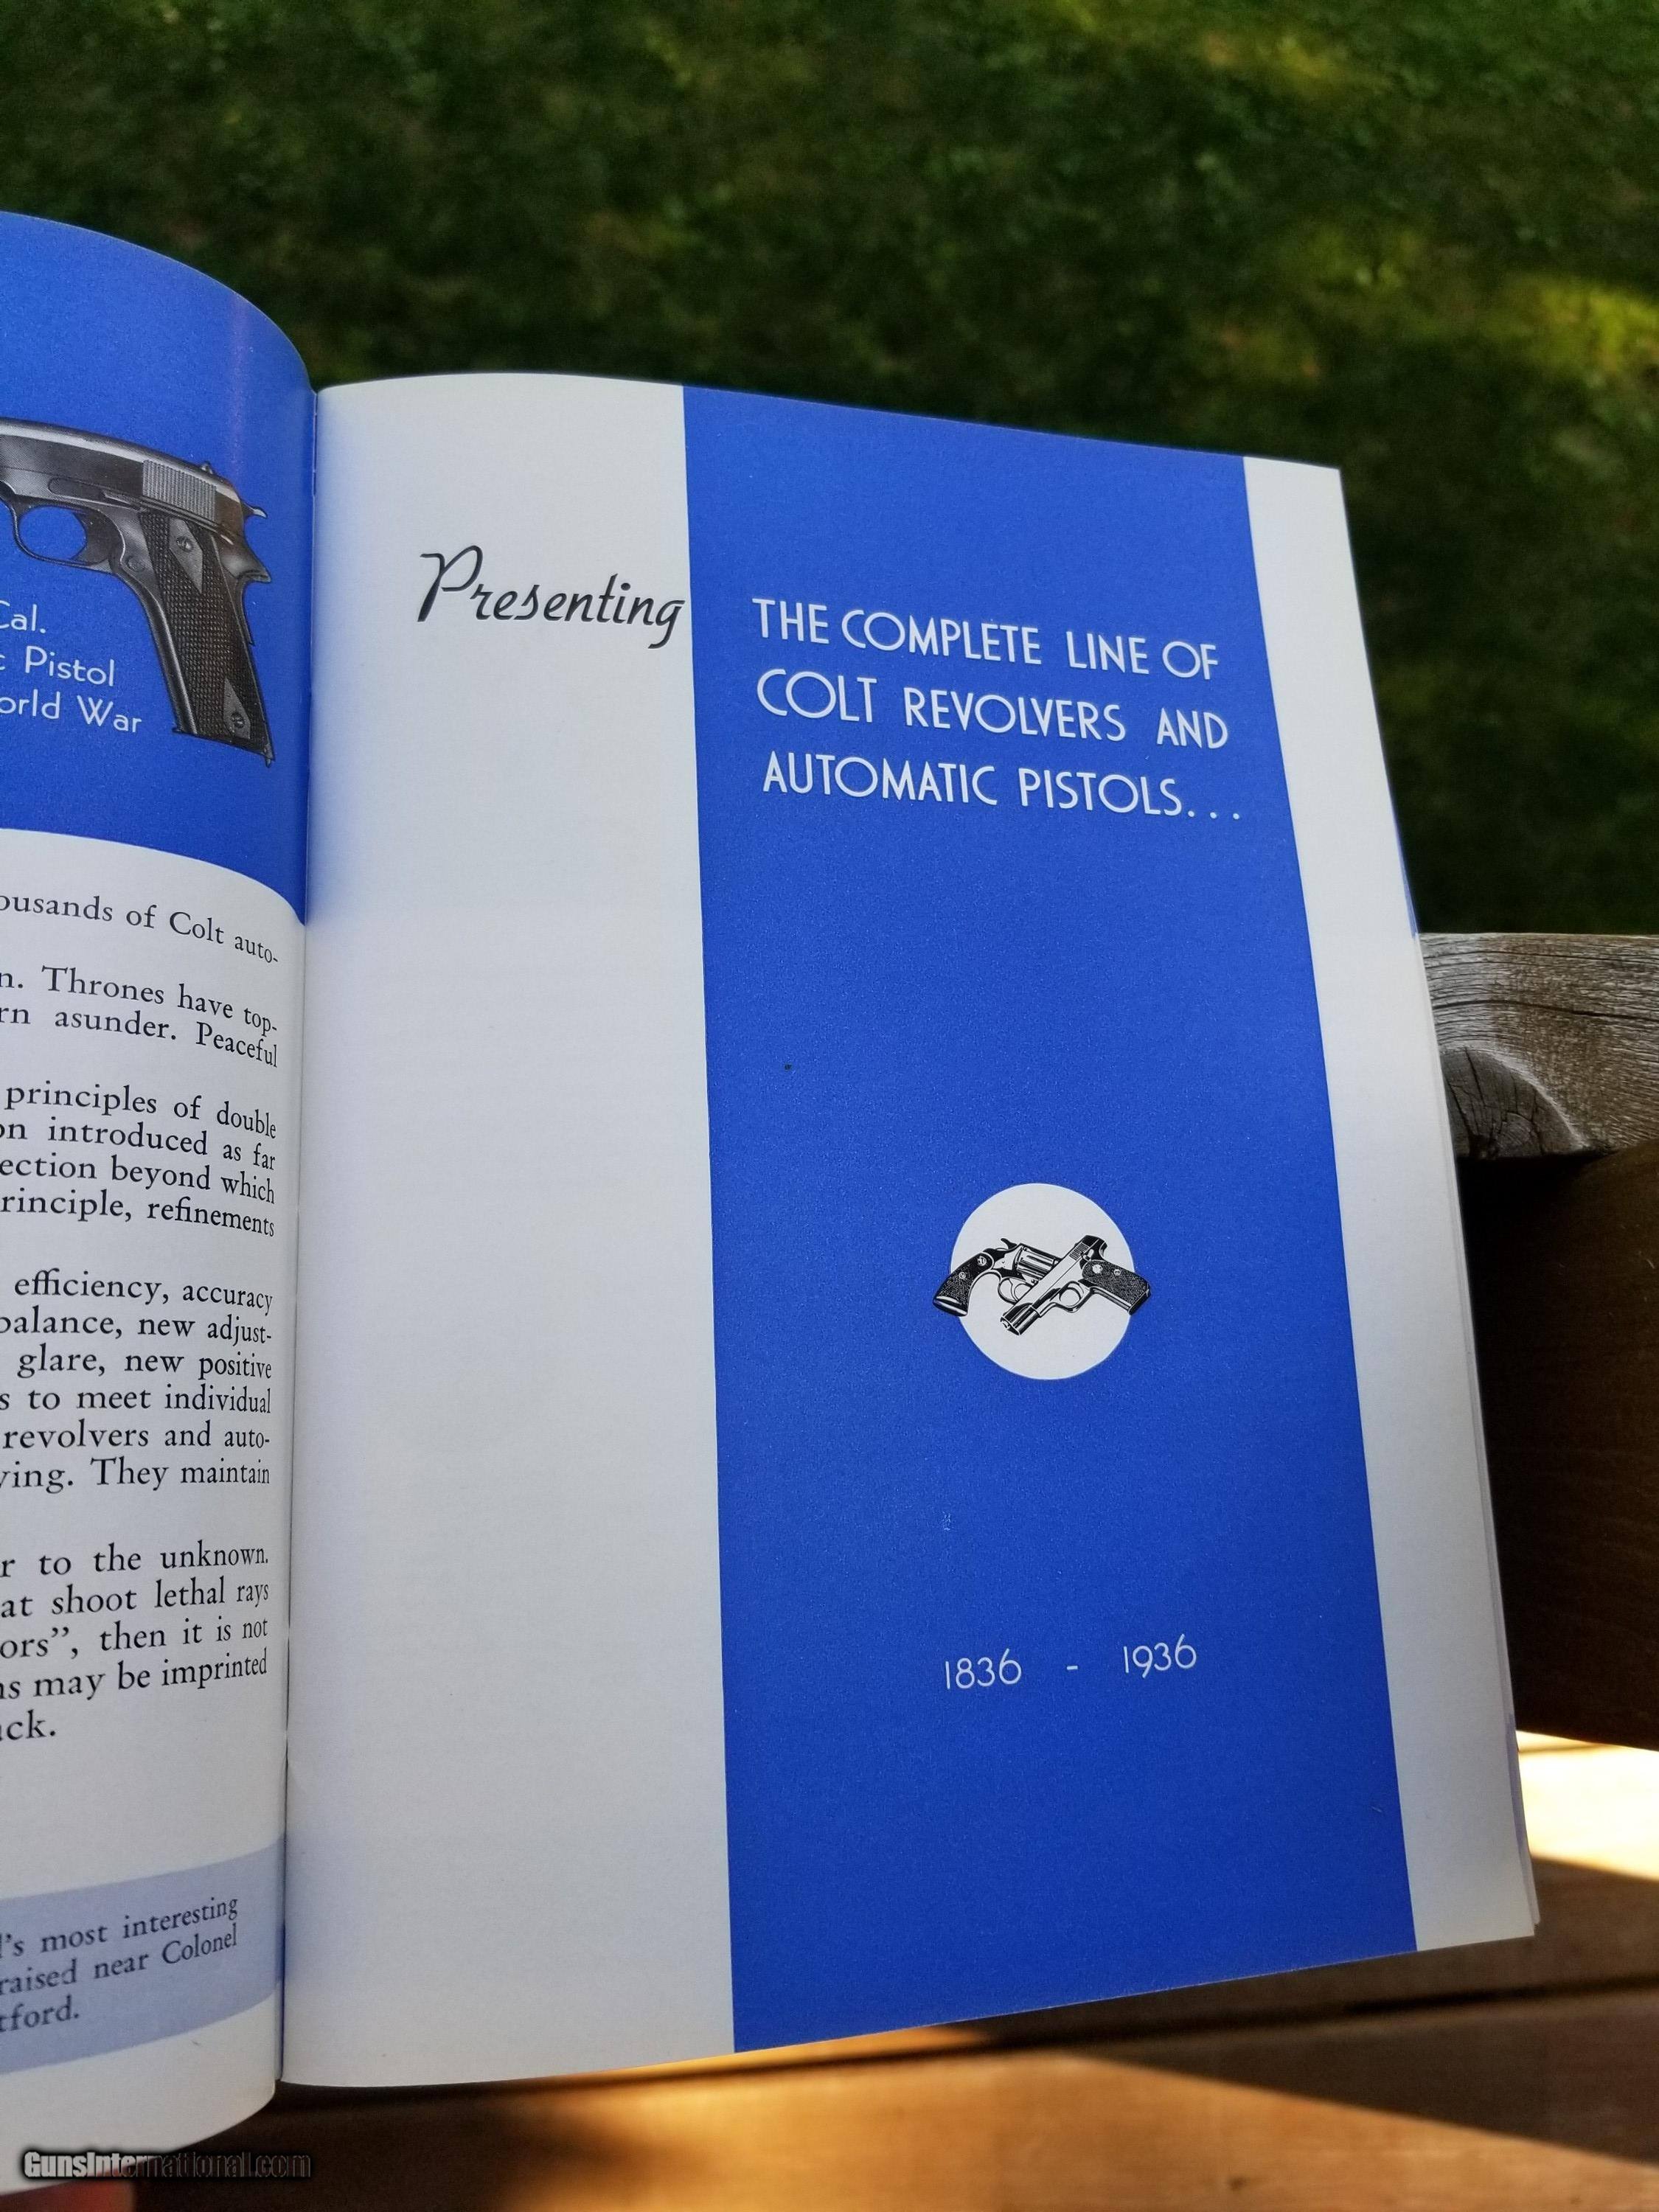 Cal.
Pistol
World War
ousands of Colt auto-
n. Thrones have top-
rn asunder. Peaceful
principles of double
on introduced as far
ection beyond which
rinciple, refinements
efficiency, accuracy
balance, new adjust-
glare, new positive
s to meet individual
revolvers and auto-
ying. They maintain
r to the unknown.
at shoot lethal rays
ors", then it is not
ns may be imprinted
ack.
l's most interesting
raised near Colonel
tford.
Presenting
THE COMPLETE LINE OF
COLT REVOLVERS AND
AUTOMATIC PISTOLS...
1836 - 1936
GunsInternational.com